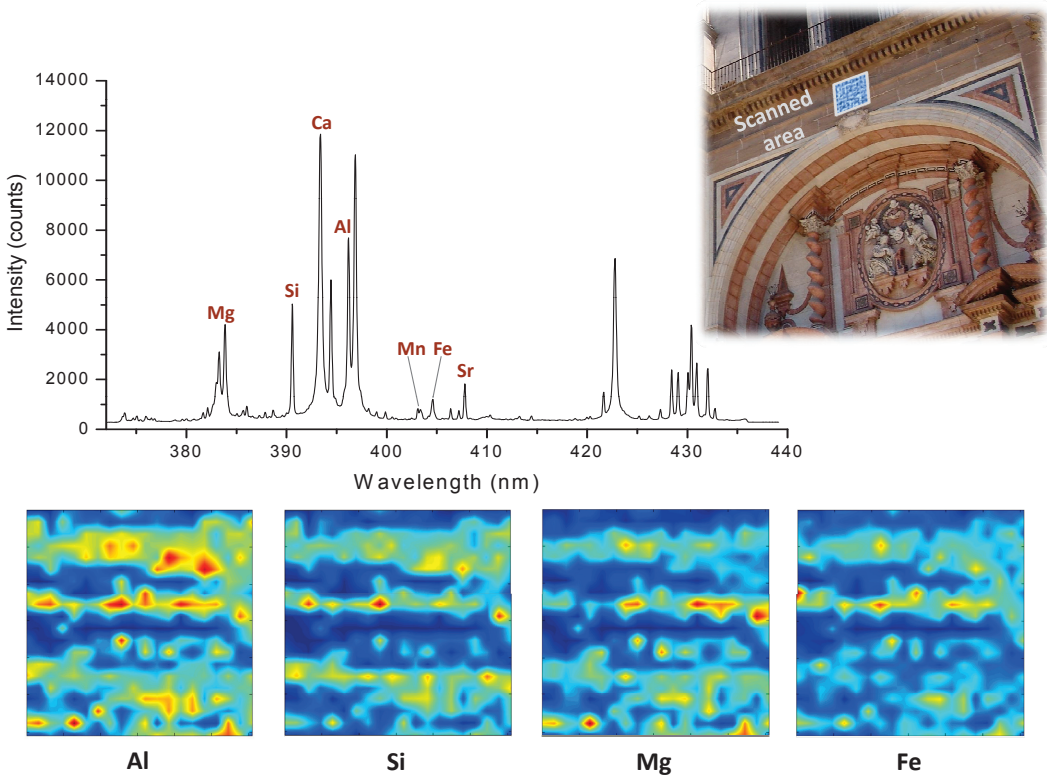 14000
12000
10000
8000
6000
4000
2000
0
Intensity (counts)
Ca
Al
Si
Mg
Mn Fe
Sr
380 390 400 410 420 430 440
Wavelength (nm)
Scanned
area
Al Si Mg Fe